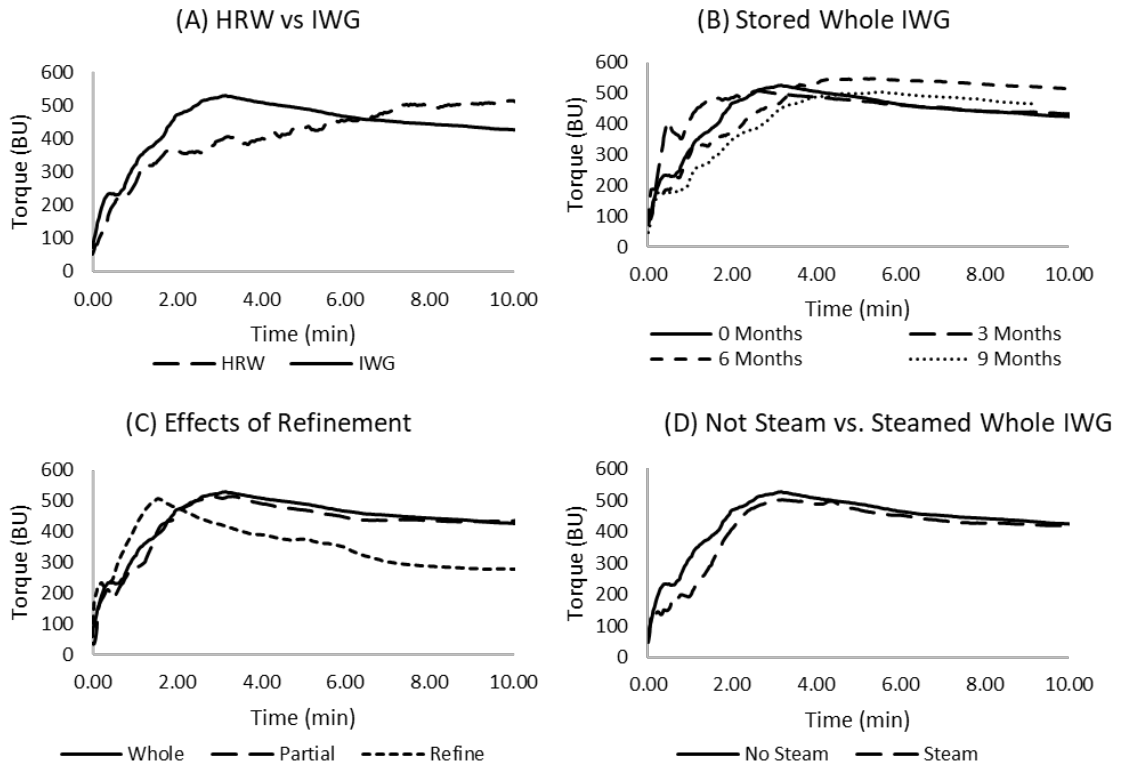 (A) HRW vs IWG
Torque (BU)
600
500
400
300
200
100
0
0.00 2.00 4.00 6.00 8.00 10.00
Time (min)
HRW IWG
(B) Stored Whole IWG
Torque (BU)
600
500
400
300
200
100
0
0.00 2.00 4.00 6.00 8.00 10.00
Time (min)
0 Months 3 Months
6 Months 9 Months
(C) Effects of Refinement
Torque (BU)
600
500
400
300
200
100
0
0.00 2.00 4.00 6.00 8.00 10.00
Time (min)
Whole Partial Refine
(D) Not Steam vs. Steamed Whole IWG
Torque (BU)
600
500
400
300
200
100
0
0.00 2.00 4.00 6.00 8.00 10.00
Time (min)
No Steam Steam